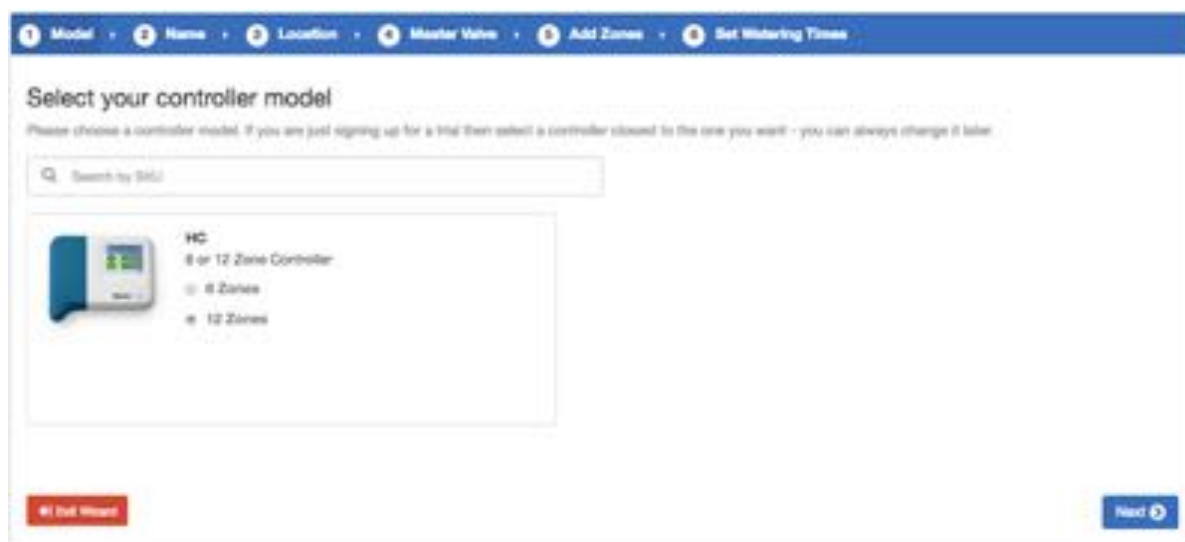 1 Model 2 Name 3 Location 4 Master Valve 5 Add Zones 6 Set Watering Times
Select your controller model
Please choose a controller model. If you are just signing up for a trial then select a controller closest to the one you want - you can always change it later.
Search by SKU
HC
6 or 12 Zone Controller
6 Zones
12 Zones
Exit Wizard
Next